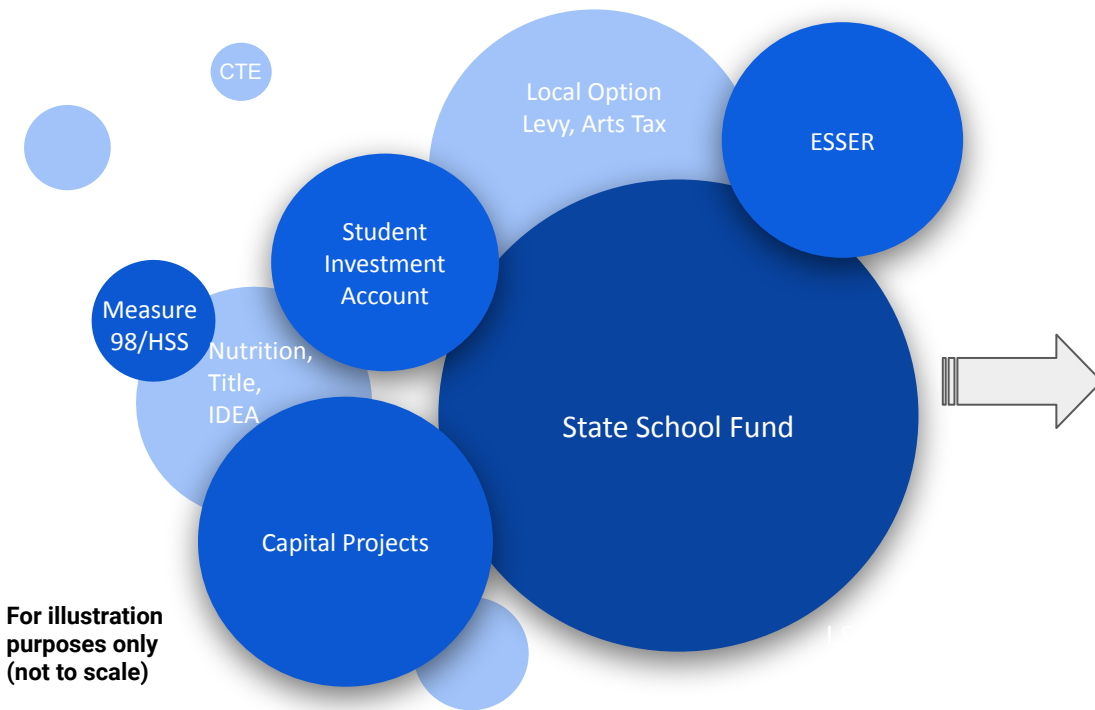 CTE
Local Option
Levy, Arts Tax
ESSER
Student
Investment
Account
Measure
98/HSS
Nutrition,
Title,
IDEA
State School Fund
Capital Projects
For illustration
purposes only
(not to scale)